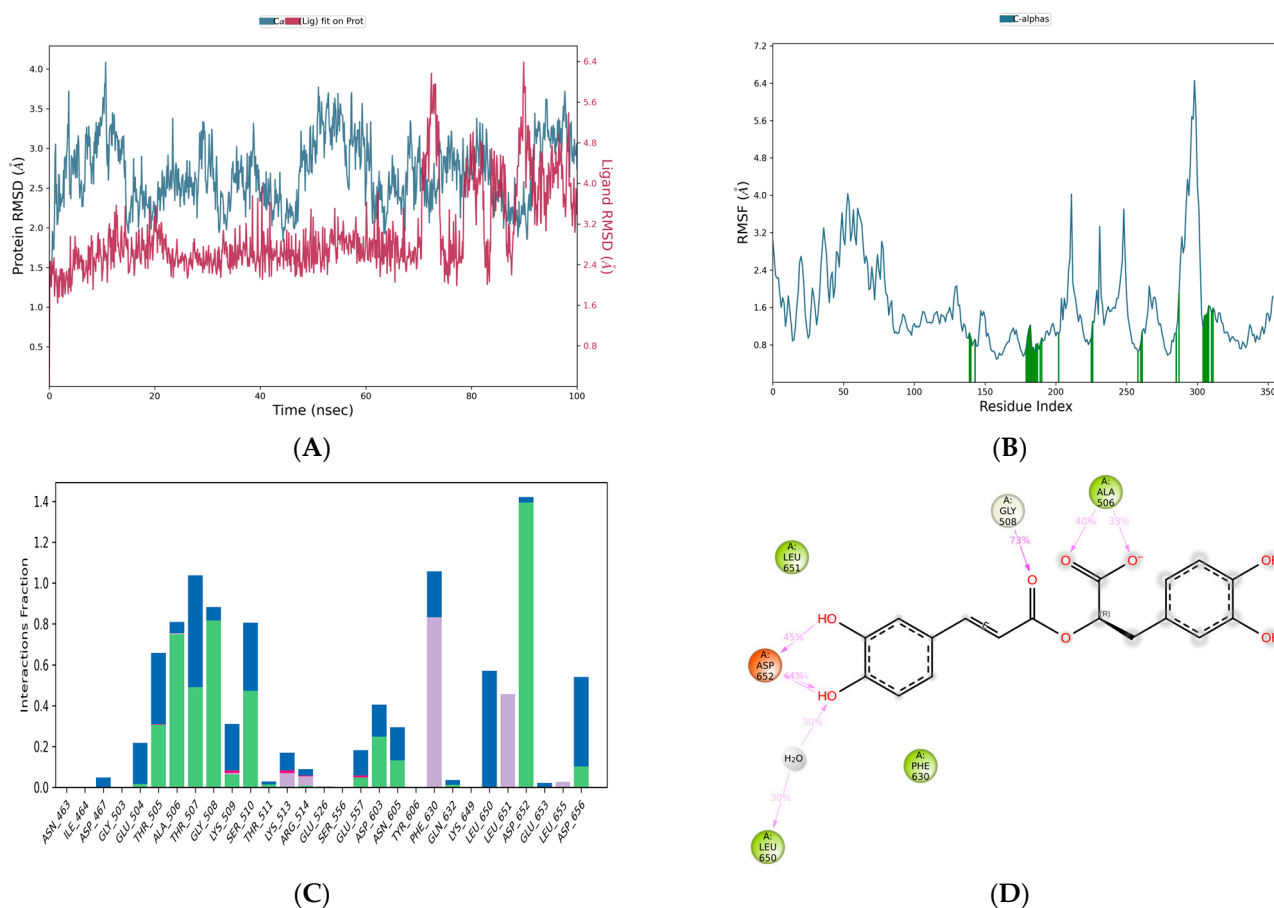 Cα (Lig) fit on Prot
Protein RMSD (Å)
4.0
3.5
3.0
2.5
2.0
1.5
1.0
0.5
6.4
5.6
4.8
4.0
3.2
2.4
1.6
0.8
Ligand RMSD (Å)
0 20 40 60 80 100
Time (nsec)
(A)
C-alphas
RMSF (Å)
7.2
6.4
5.6
4.8
4.0
3.2
2.4
1.6
0.8
0 50 100 150 200 250 300 350
Residue Index
(B)
Interactions Fraction
1.4
1.2
1.0
0.8
0.6
0.4
0.2
0.0
ASN_463 ILE_464 ASP_467 GLY_503 GLU_504 THR_505 ALA_506 THR_507 GLY_508 LYS_509 SER_510 THR_511 LYS_513 ARG_514 GLU_526 SER_556 GLU_557 ASP_603 ASN_605 TYR_606 PHE_630 GLN_632 LYS_649 LEU_650 LEU_651 ASP_652 GLU_653 LEU_655 ASP_656
(C)
A:
ALA
506
A:
GLY
508
40% 33%
73%
A:
LEU
651
O O⁻
O
OH
HO
(R)
E
O
OH
45%
A:
ASP
652
44%
HO
30%
H₂O
A:
PHE
630
30%
A:
LEU
650
(D)